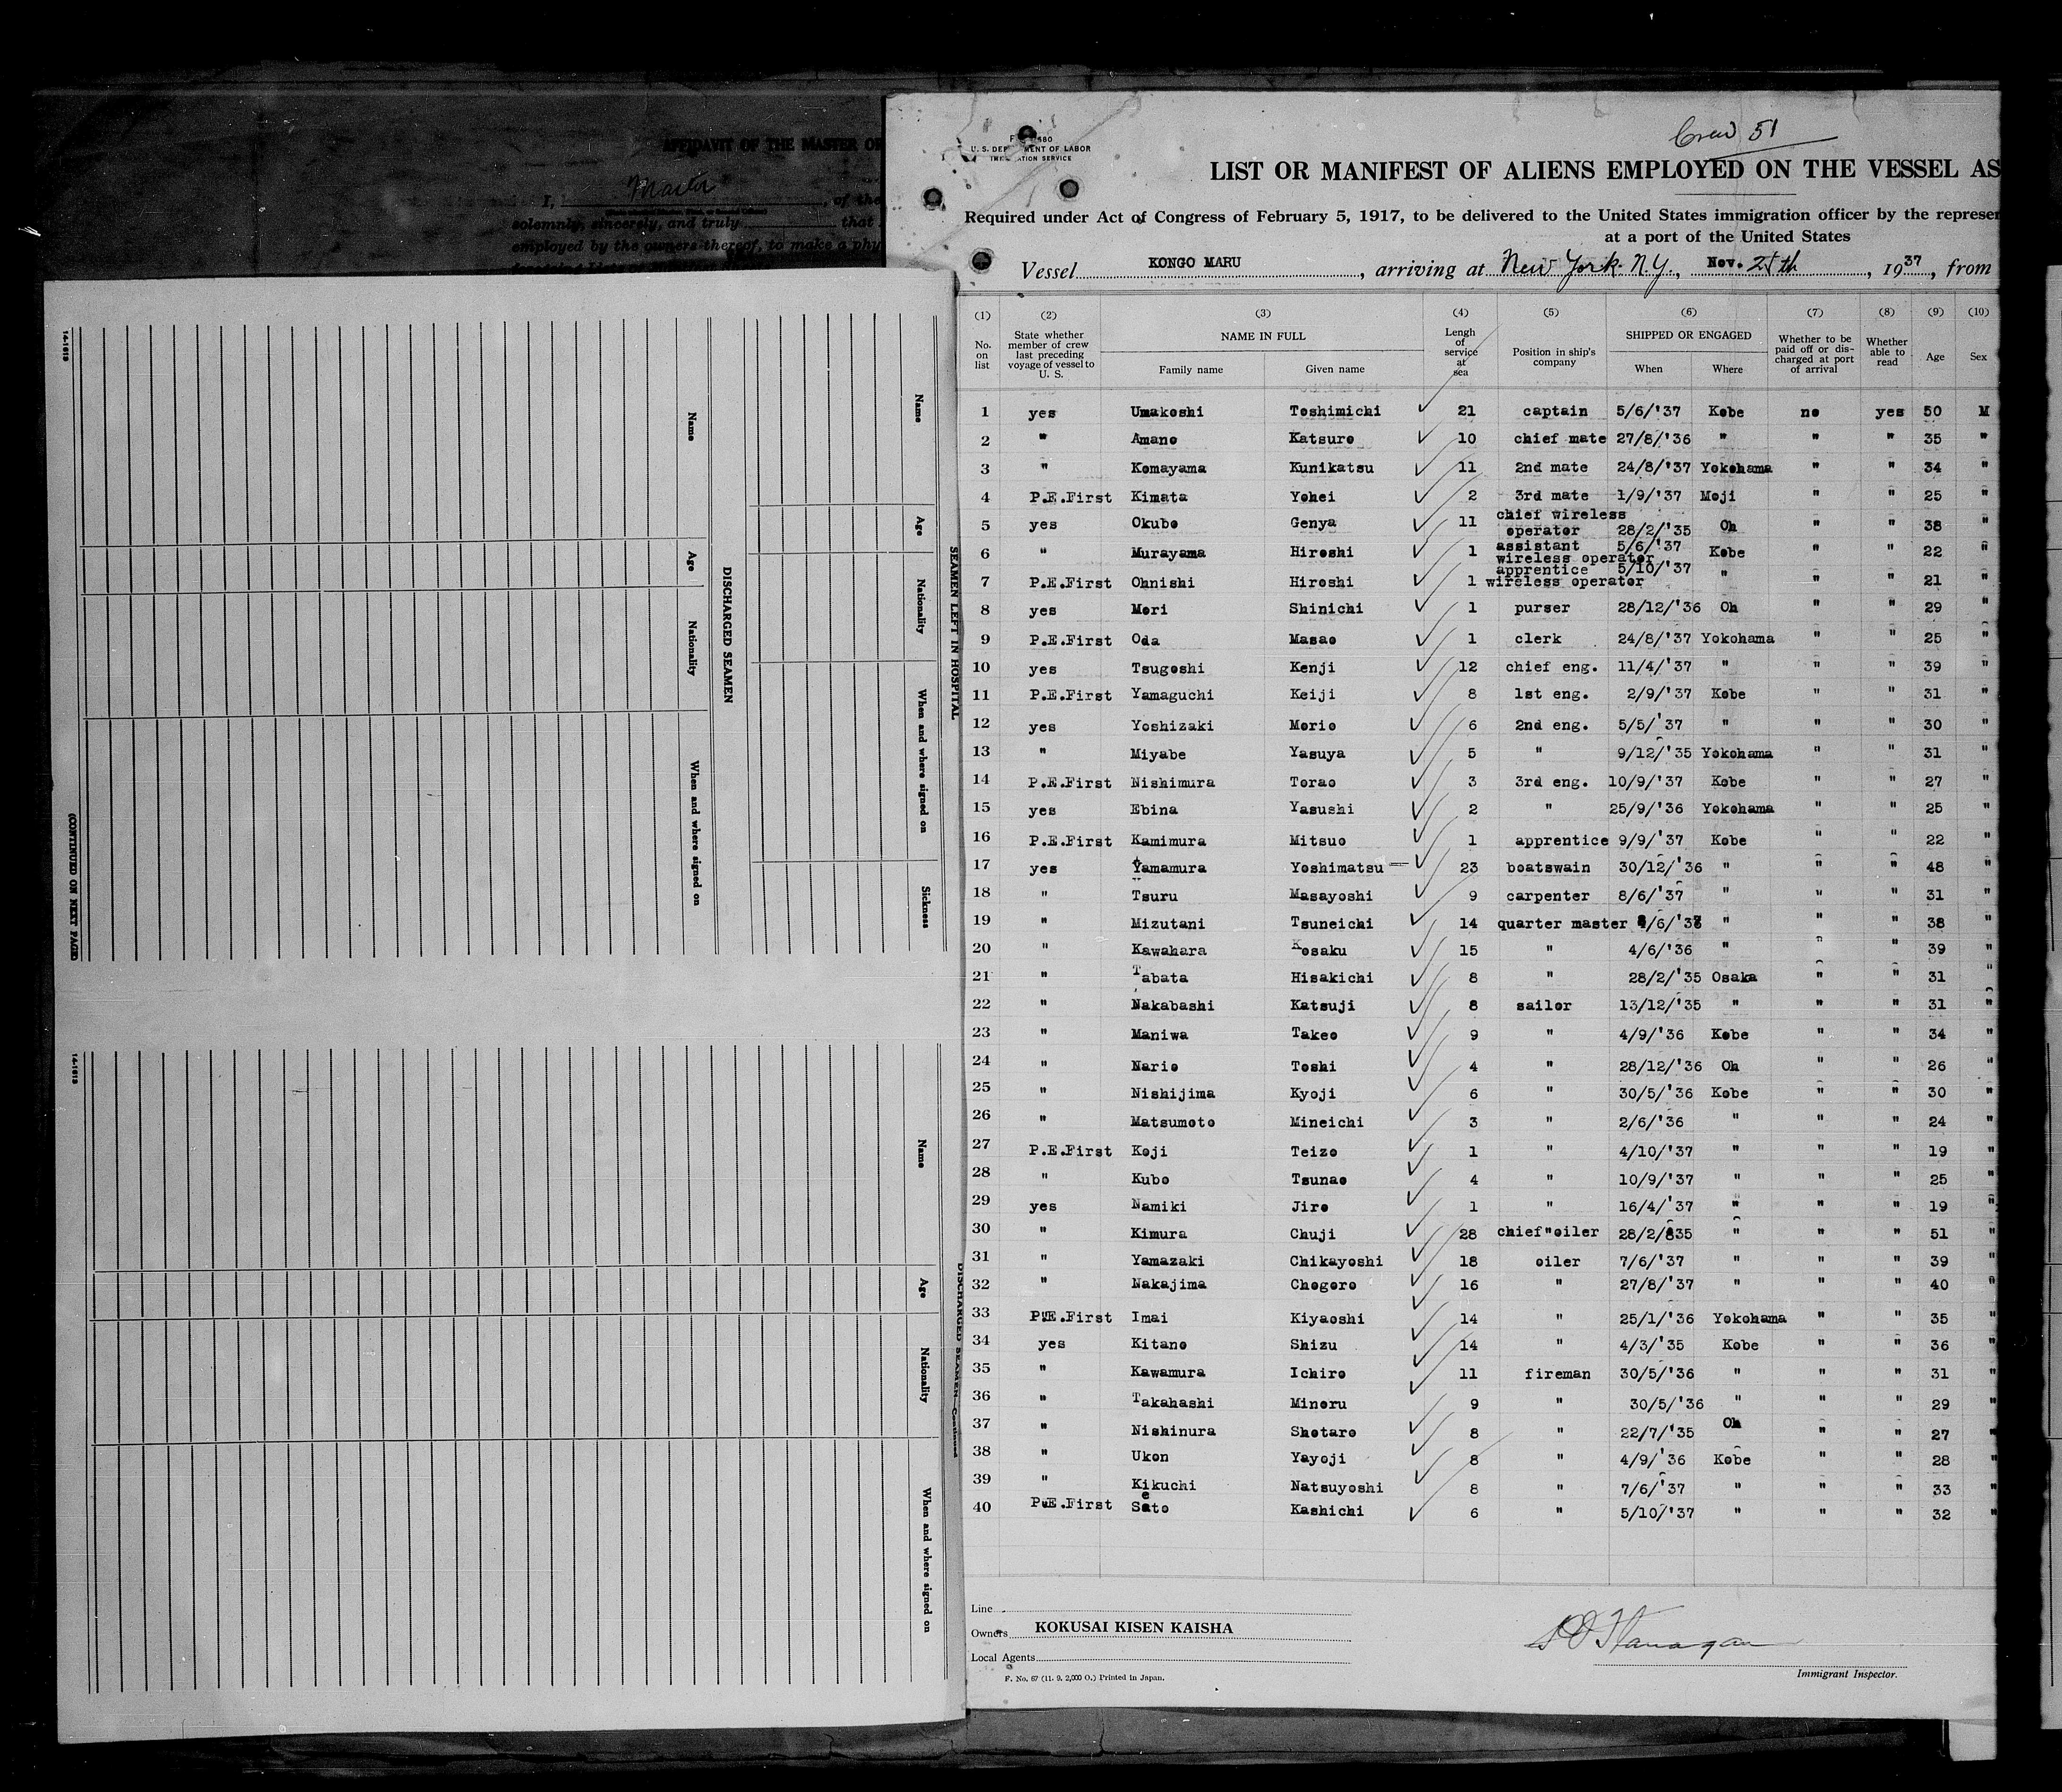 AFFIDAVIT OF THE MASTER OR
I, Master, of the
solemnly, sincerely, and truly that
employed by the owners thereof, to make a phy
14-1613
Name
Age
Nationality
When and where signed on
DISCHARGED SEAMEN
Name
Age
Nationality
When and where signed on
Sickness
SEAMEN LEFT IN HOSPITAL
(CONTINUED ON NEXT PAGE)
14-1613
Name
Age
Nationality
When and where signed on
DISCHARGED SEAMEN—Continued
Crew 51
U. S. DEPARTMENT OF LABOR
IMMIGRATION SERVICE
LIST OR MANIFEST OF ALIENS EMPLOYED ON THE VESSEL AS
Required under Act of Congress of February 5, 1917, to be delivered to the United States immigration officer by the represen
at a port of the United States
Vessel KONGO MARU, arriving at New York. N.Y., Nov. 25th, 1937, from
(1) (2) (3) (4) (5) (6) (7) (8) (9) (10)
No. on list State whether member of crew last preceding voyage of vessel to U. S. NAME IN FULL Family name Given name Lengh of service at sea Position in ship's company SHIPPED OR ENGAGED When Where Whether to be paid off or discharged at port of arrival Whether able to read Age Sex
1 yes Umakoshi Toshimichi 21 captain 5/6/'37 Kobe no yes 50 M
2 " Amano Katsuro 10 chief mate 27/8/'36 " " " 35 "
3 " Komayama Kunikatsu 11 2nd mate 24/8/'37 Yokohama " " 34 "
4 P.E.First Kimata Yohei 2 3rd mate 1/9/'37 Moji " " 25 "
5 yes Okubo Genya 11 chief wireless operator 28/2/'35 Oh " " 38 "
6 " Murayama Hiroshi 1 assistant wireless operator 5/6/'37 Kobe " " 22 "
7 P.E.First Ohnishi Hiroshi 1 apprentice wireless operator 5/10/'37 " " " 21 "
8 yes Mori Shinichi 1 purser 28/12/'36 Oh " " 29 "
9 P.E.First Oda Masao 1 clerk 24/8/'37 Yokohama " " 25 "
10 yes Tsugoshi Kenji 12 chief eng. 11/4/'37 " " " 39 "
11 P.E.First Yamaguchi Keiji 8 1st eng. 2/9/'37 Kobe " " 31 "
12 yes Yoshizaki Morio 6 2nd eng. 5/5/'37 " " " 30 "
13 " Miyabe Yasuya 5 " 9/12/'35 Yokohama " " 31 "
14 P.E.First Nishimura Torao 3 3rd eng. 10/9/'37 Kobe " " 27 "
15 yes Ebina Yasushi 2 " 25/9/'36 Yokohama " " 25 "
16 P.E.First Kamimura Mitsuo 1 apprentice 9/9/'37 Kobe " " 22 "
17 yes Yamamura Yoshimatsu 23 boatswain 30/12/'36 " " " 48 "
18 " Tsuru Masayoshi 9 carpenter 8/6/'37 " " " 31 "
19 " Mizutani Tsuneichi 14 quarter master /6/'3 " " " 38 "
20 " Kawahara Kosaku 15 " 4/6/'36 " " " 39 "
21 " Tabata Hisakichi 8 " 28/2/'35 Osaka " " 31 "
22 " Nakabashi Katsuji 8 sailor 13/12/'35 " " " 31 "
23 " Maniwa Takeo 9 " 4/9/'36 Kobe " " 34 "
24 " Nario Toshi 4 " 28/12/'36 Oh " " 26 "
25 " Nishijima Kyoji 6 " 30/5/'36 Kobe " " 30 "
26 " Matsumoto Mineichi 3 " 2/6/'36 " " " 24 "
27 P.E.First Koji Teizo 1 " 4/10/'37 " " " 19 "
28 " Kubo Tsunao 4 " 10/9/'37 " " " 25 "
29 yes Namiki Jiro 1 " 16/4/'37 " " " 19 "
30 " Kimura Chuji 28 chief"oiler 28/2/835 " " " 51 "
31 " Yamazaki Chikayoshi 18 oiler 7/6/'37 " " " 39 "
32 " Nakajima Chogoro 16 " 27/8/'37 " " " 40 "
33 P.E.First Imai Kiyaoshi 14 " 25/1/'36 Yokohama " " 35 "
34 yes Kitano Shizu 14 " 4/3/'35 Kobe " " 36 "
35 " Kawamura Ichiro 11 fireman 30/5/'36 " " " 31 "
36 " Takahashi Minoru 9 " 30/5/'36 " " " 29 "
37 " Nishinura Shotaro 8 " 22/7/'35 Oh " " 27 "
38 " Ukon Yayoji 8 " 4/9/'36 Kobe " " 28 "
39 " Kikuchi Natsuyoshi 8 " 7/6/'37 " " " 33 "
40 P.E.First Sato Kashichi 6 " 5/10/'37 " " " 32 "
Line
Owners KOKUSAI KISEN KAISHA
Local Agents
F. No. 67 (11. 9. 2,000 O.) Printed in Japan.
Immigrant Inspector.